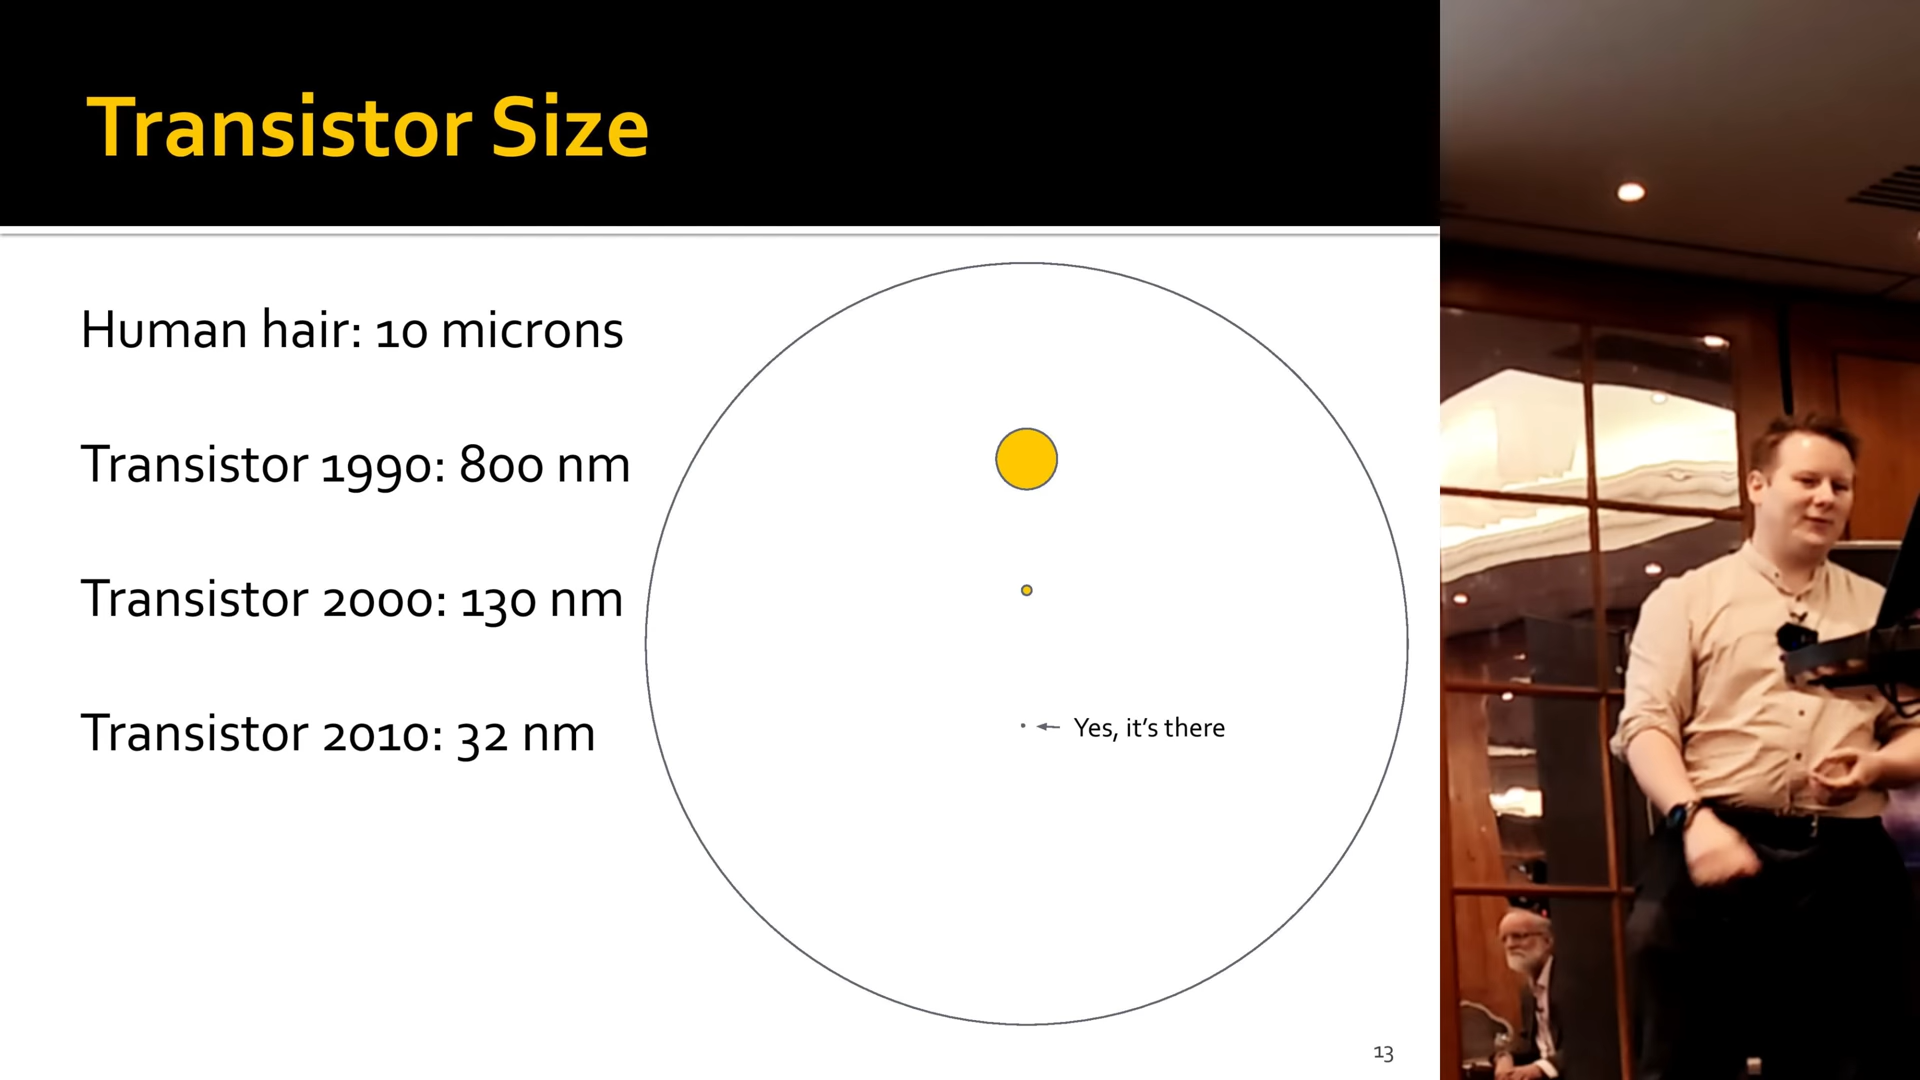 Transistor Size
Human hair: 10 microns
Transistor 1990: 800 nm
Transistor 2000: 130 nm
Transistor 2010: 32 nm
Yes, it's there
13